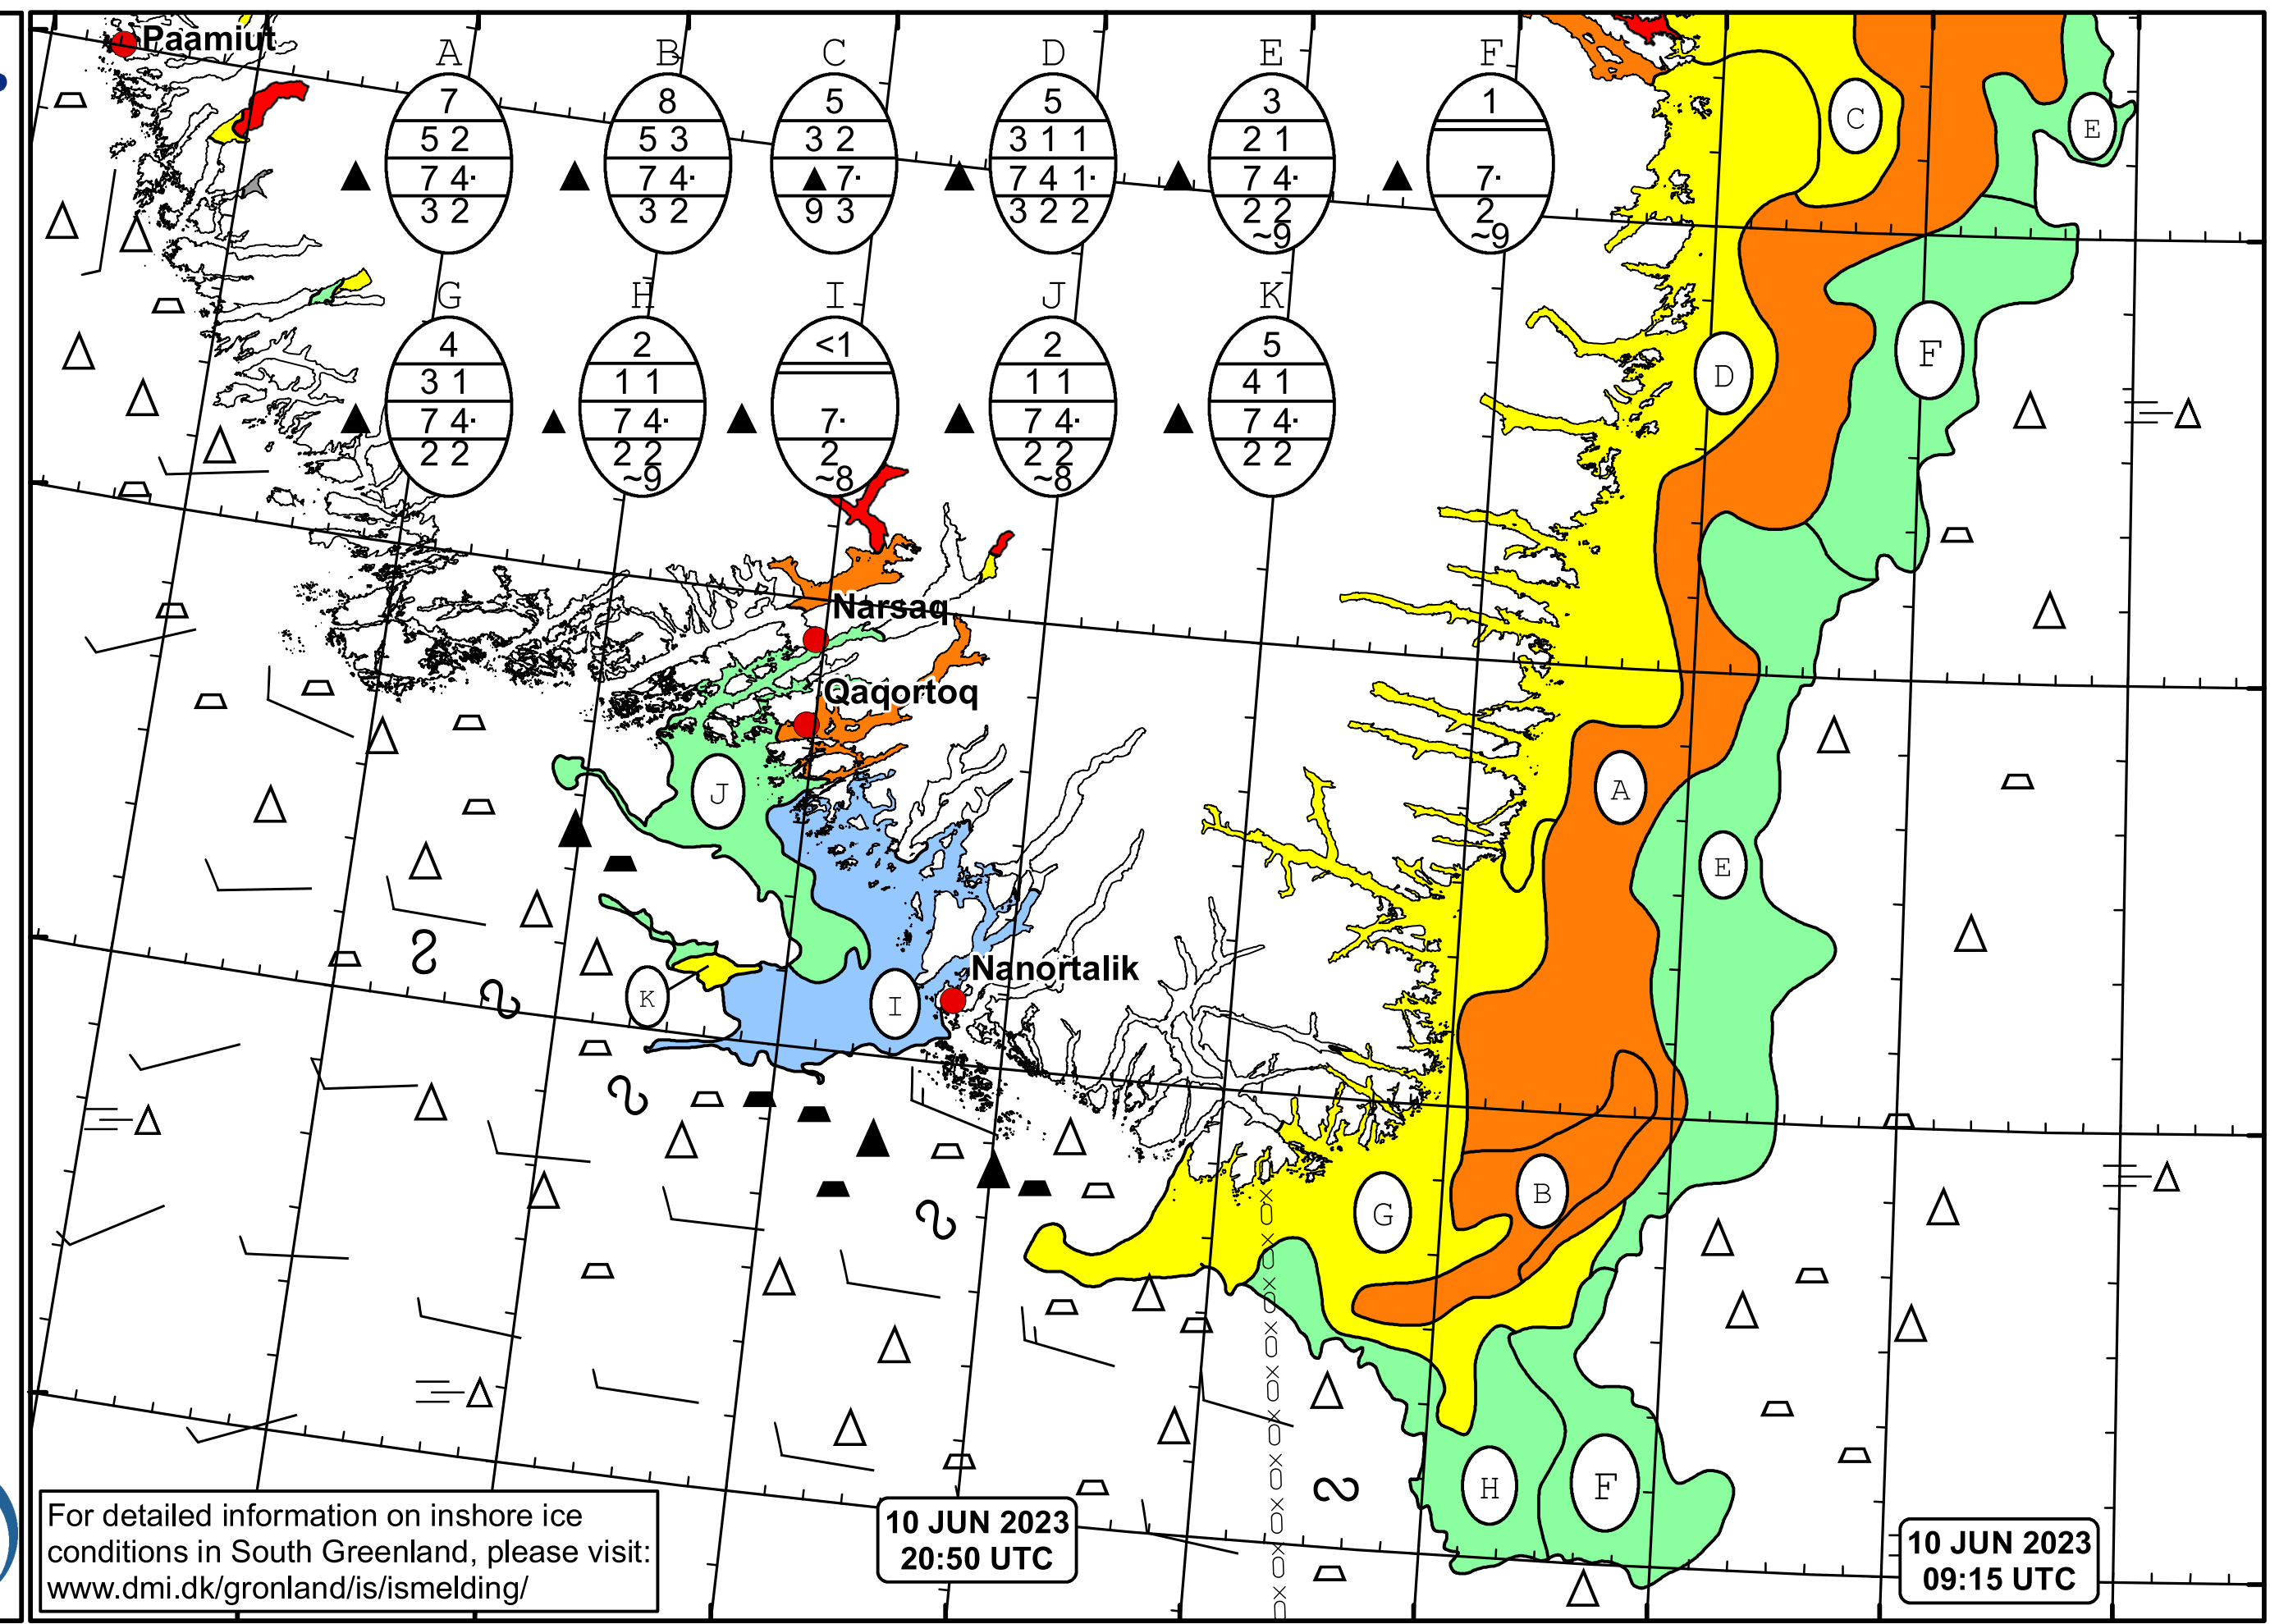 Paamiut
A B C D E F
7 8 5 5 3 1
5 2 5 3 3 2 3 1 1 2 1
7 4· 7 4· ▲ 7· 7 4 1· 7 4· 7·
3 2 3 2 9 3 3 2 2 2 2 2
~9 ~9
G H I J K
4 2 <1 2 5
3 1 1 1 1 1 4 1
7 4· 7 4· 7· 7 4· 7 4·
2 2 2 2 2 2 2 2 2
~9 ~8 ~8
C
E
F
D
Narsaq
Qaqortoq
J
A
E
Nanortalik
K
I
B
G
H
F
For detailed information on inshore ice
conditions in South Greenland, please visit:
www.dmi.dk/gronland/is/ismelding/
10 JUN 2023
20:50 UTC
10 JUN 2023
09:15 UTC